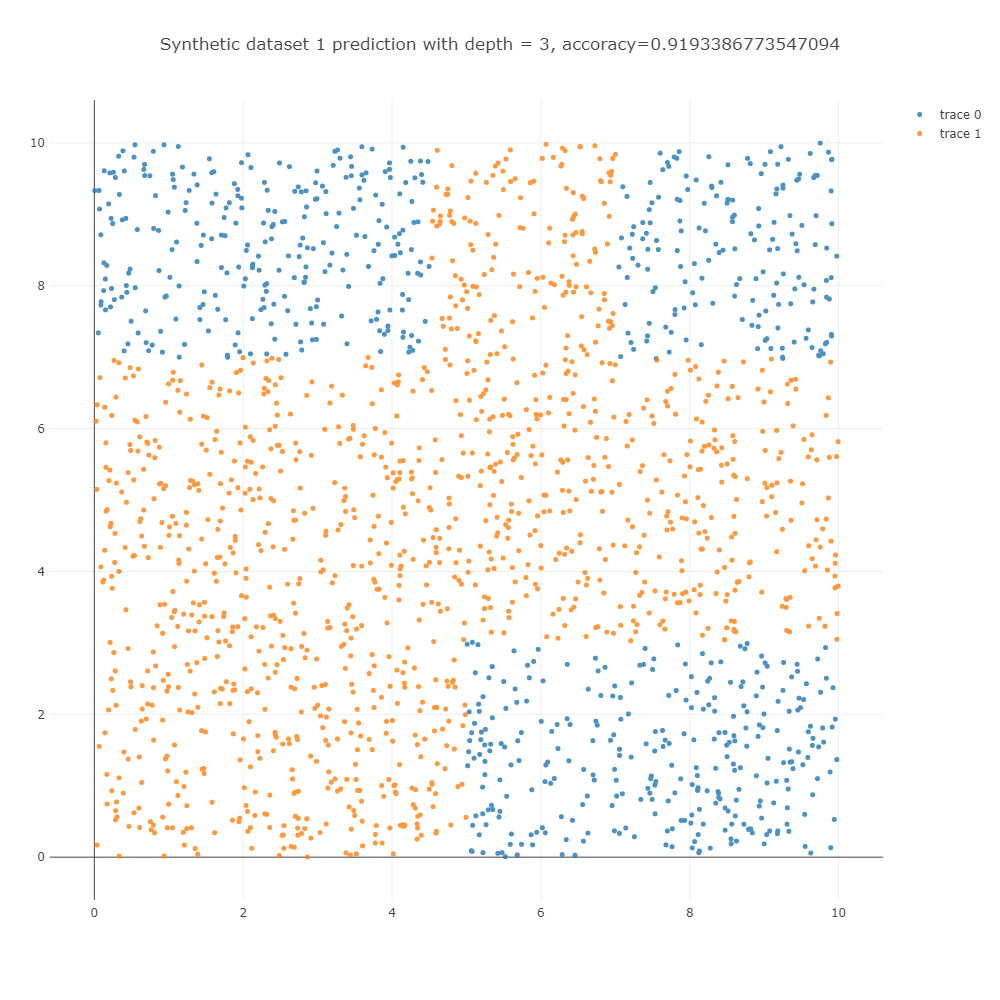 Synthetic dataset 1 prediction with depth = 3, accoracy=0.9193386773547094
trace 0
trace 1
10
8
6
4
2
0
0 2 4 6 8 10